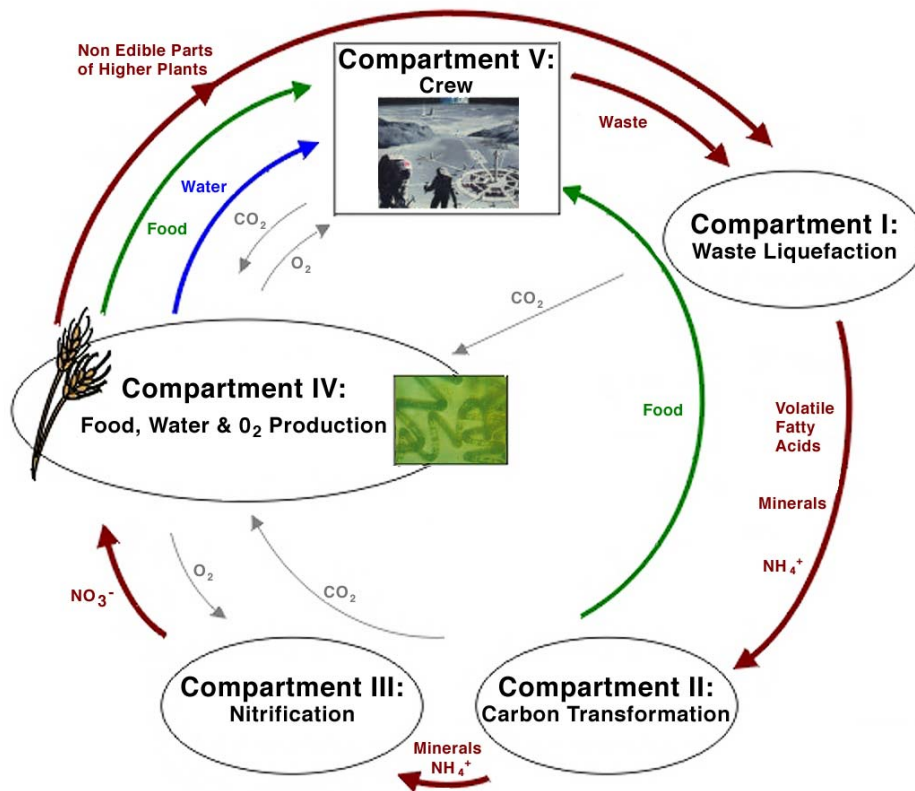 Non Edible Parts
of Higher Plants
Compartment V:
Crew
Waste
Water
Food
CO₂
O₂
Compartment I:
Waste Liquefaction
CO₂
Compartment IV:
Food, Water & 0₂ Production
Food
Volatile
Fatty
Acids
Minerals
NH₄⁺
O₂
CO₂
NO₃⁻
Compartment III:
Nitrification
Compartment II:
Carbon Transformation
Minerals
NH₄⁺